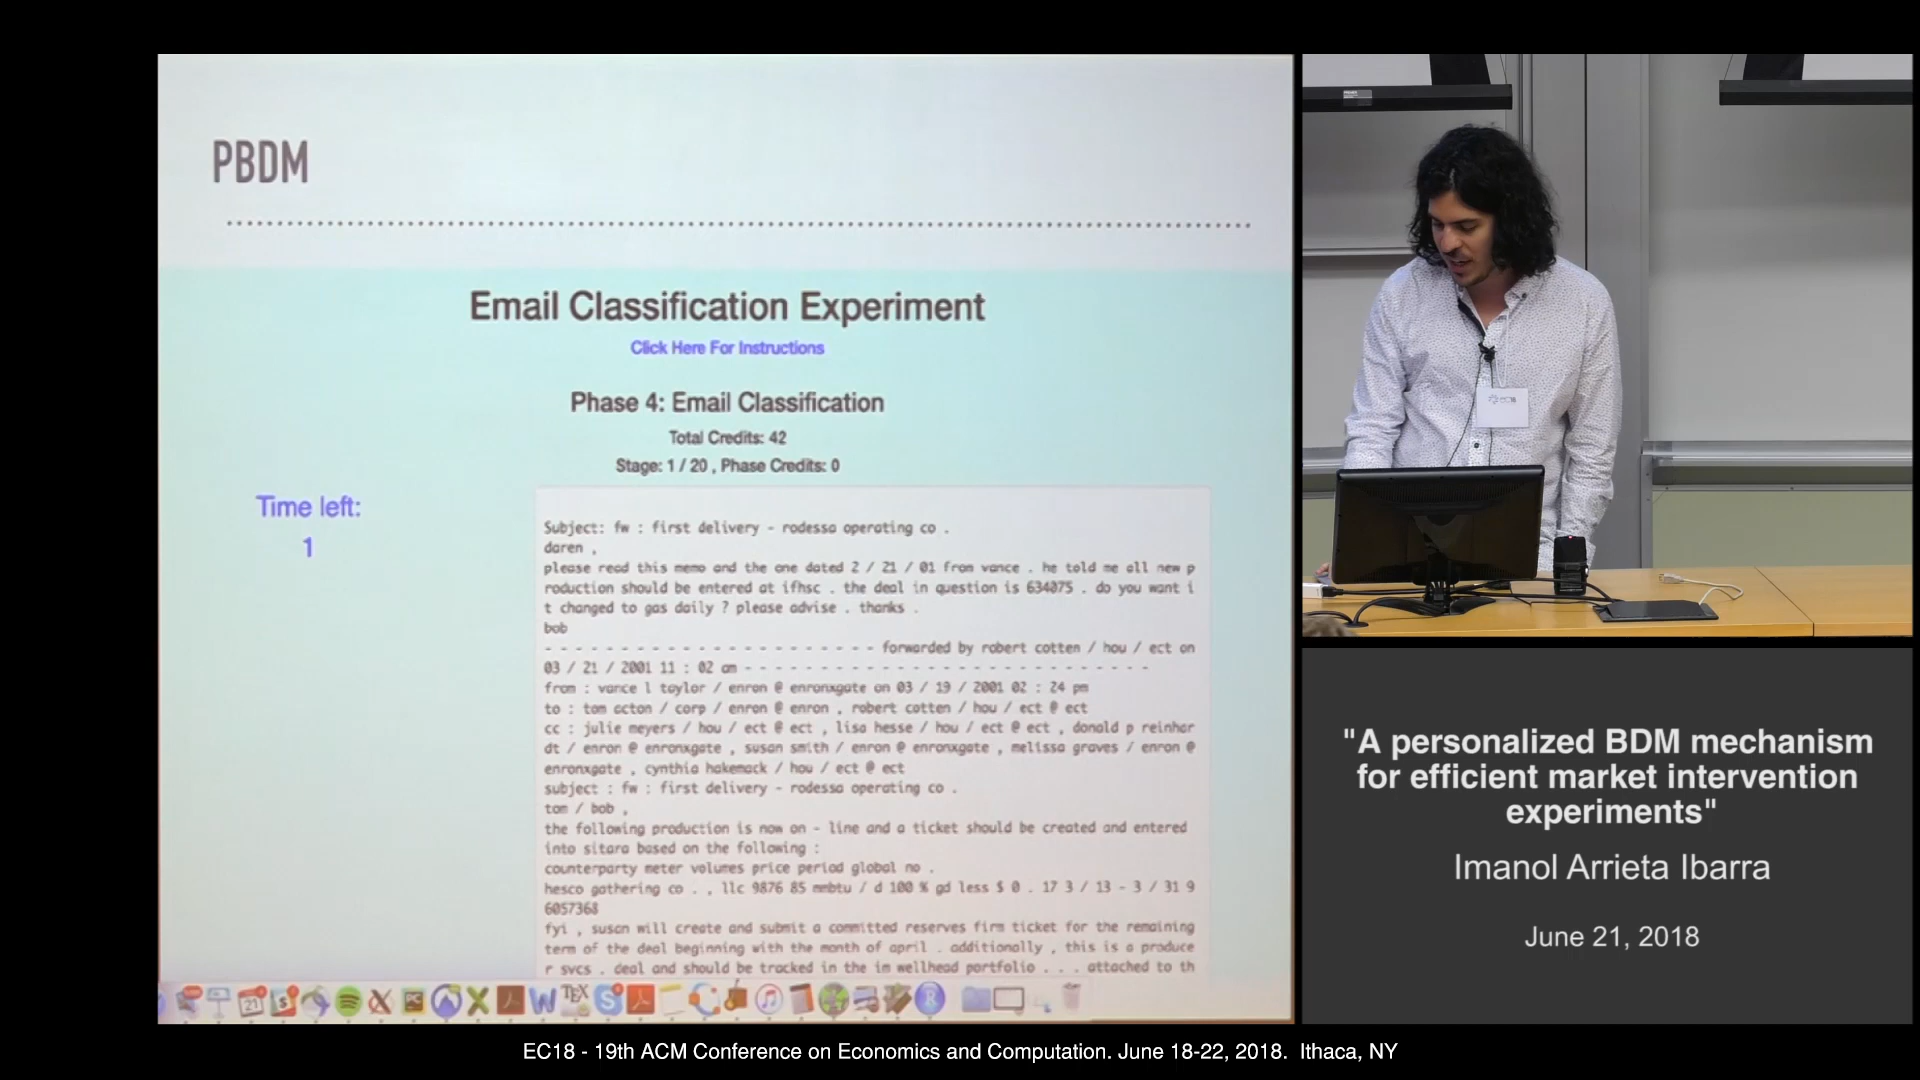 PBDM
Email Classification Experiment
Click Here For Instructions
Phase 4: Email Classification
Total Credits: 42
Stage: 1 / 20 , Phase Credits: 0
Time left:
1
Subject: fw : first delivery - rodessa operating co .
daren ,
please read this memo and the one dated 2 / 21 / 01 from vance . he told me all new p
roduction should be entered at ifhsc . the deal in question is 634075 . do you want i
t changed to gas daily ? please advise . thanks .
bob
- - - - - - - - - - - - - - - - - - - - - - forwarded by robert cotten / hou / ect on
03 / 21 / 2001 11 : 02 am - - - - - - - - - - - - - - - - - - - - - - - - - - -
from : vance l taylor / enron @ enronxgate on 03 / 19 / 2001 02 : 24 pm
to : tom acton / corp / enron @ enron , robert cotten / hou / ect @ ect
cc : julie meyers / hou / ect @ ect , lisa hesse / hou / ect @ ect , donald p reinhar
dt / enron @ enronxgate , susan smith / enron @ enronxgate , melissa graves / enron @
enronxgate , cynthia hakemack / hou / ect @ ect
subject : fw : first delivery - rodessa operating co .
tom / bob ,
the following production is now on - line and a ticket should be created and entered
into sitara based on the following :
counterparty meter volumes price period global no .
hesco gathering co . , llc 9876 85 mmbtu / d 100 % gd less $ 0 . 17 3 / 13 - 3 / 31 9
6057368
fyi , susan will create and submit a committed reserves firm ticket for the remaining
term of the deal beginning with the month of april . additionally , this is a produce
r svcs . deal and should be tracked in the im wellhead portfolio . . . attached to th
"A personalized BDM mechanism
for efficient market intervention
experiments"
Imanol Arrieta Ibarra
June 21, 2018
EC18 - 19th ACM Conference on Economics and Computation. June 18-22, 2018. Ithaca, NY